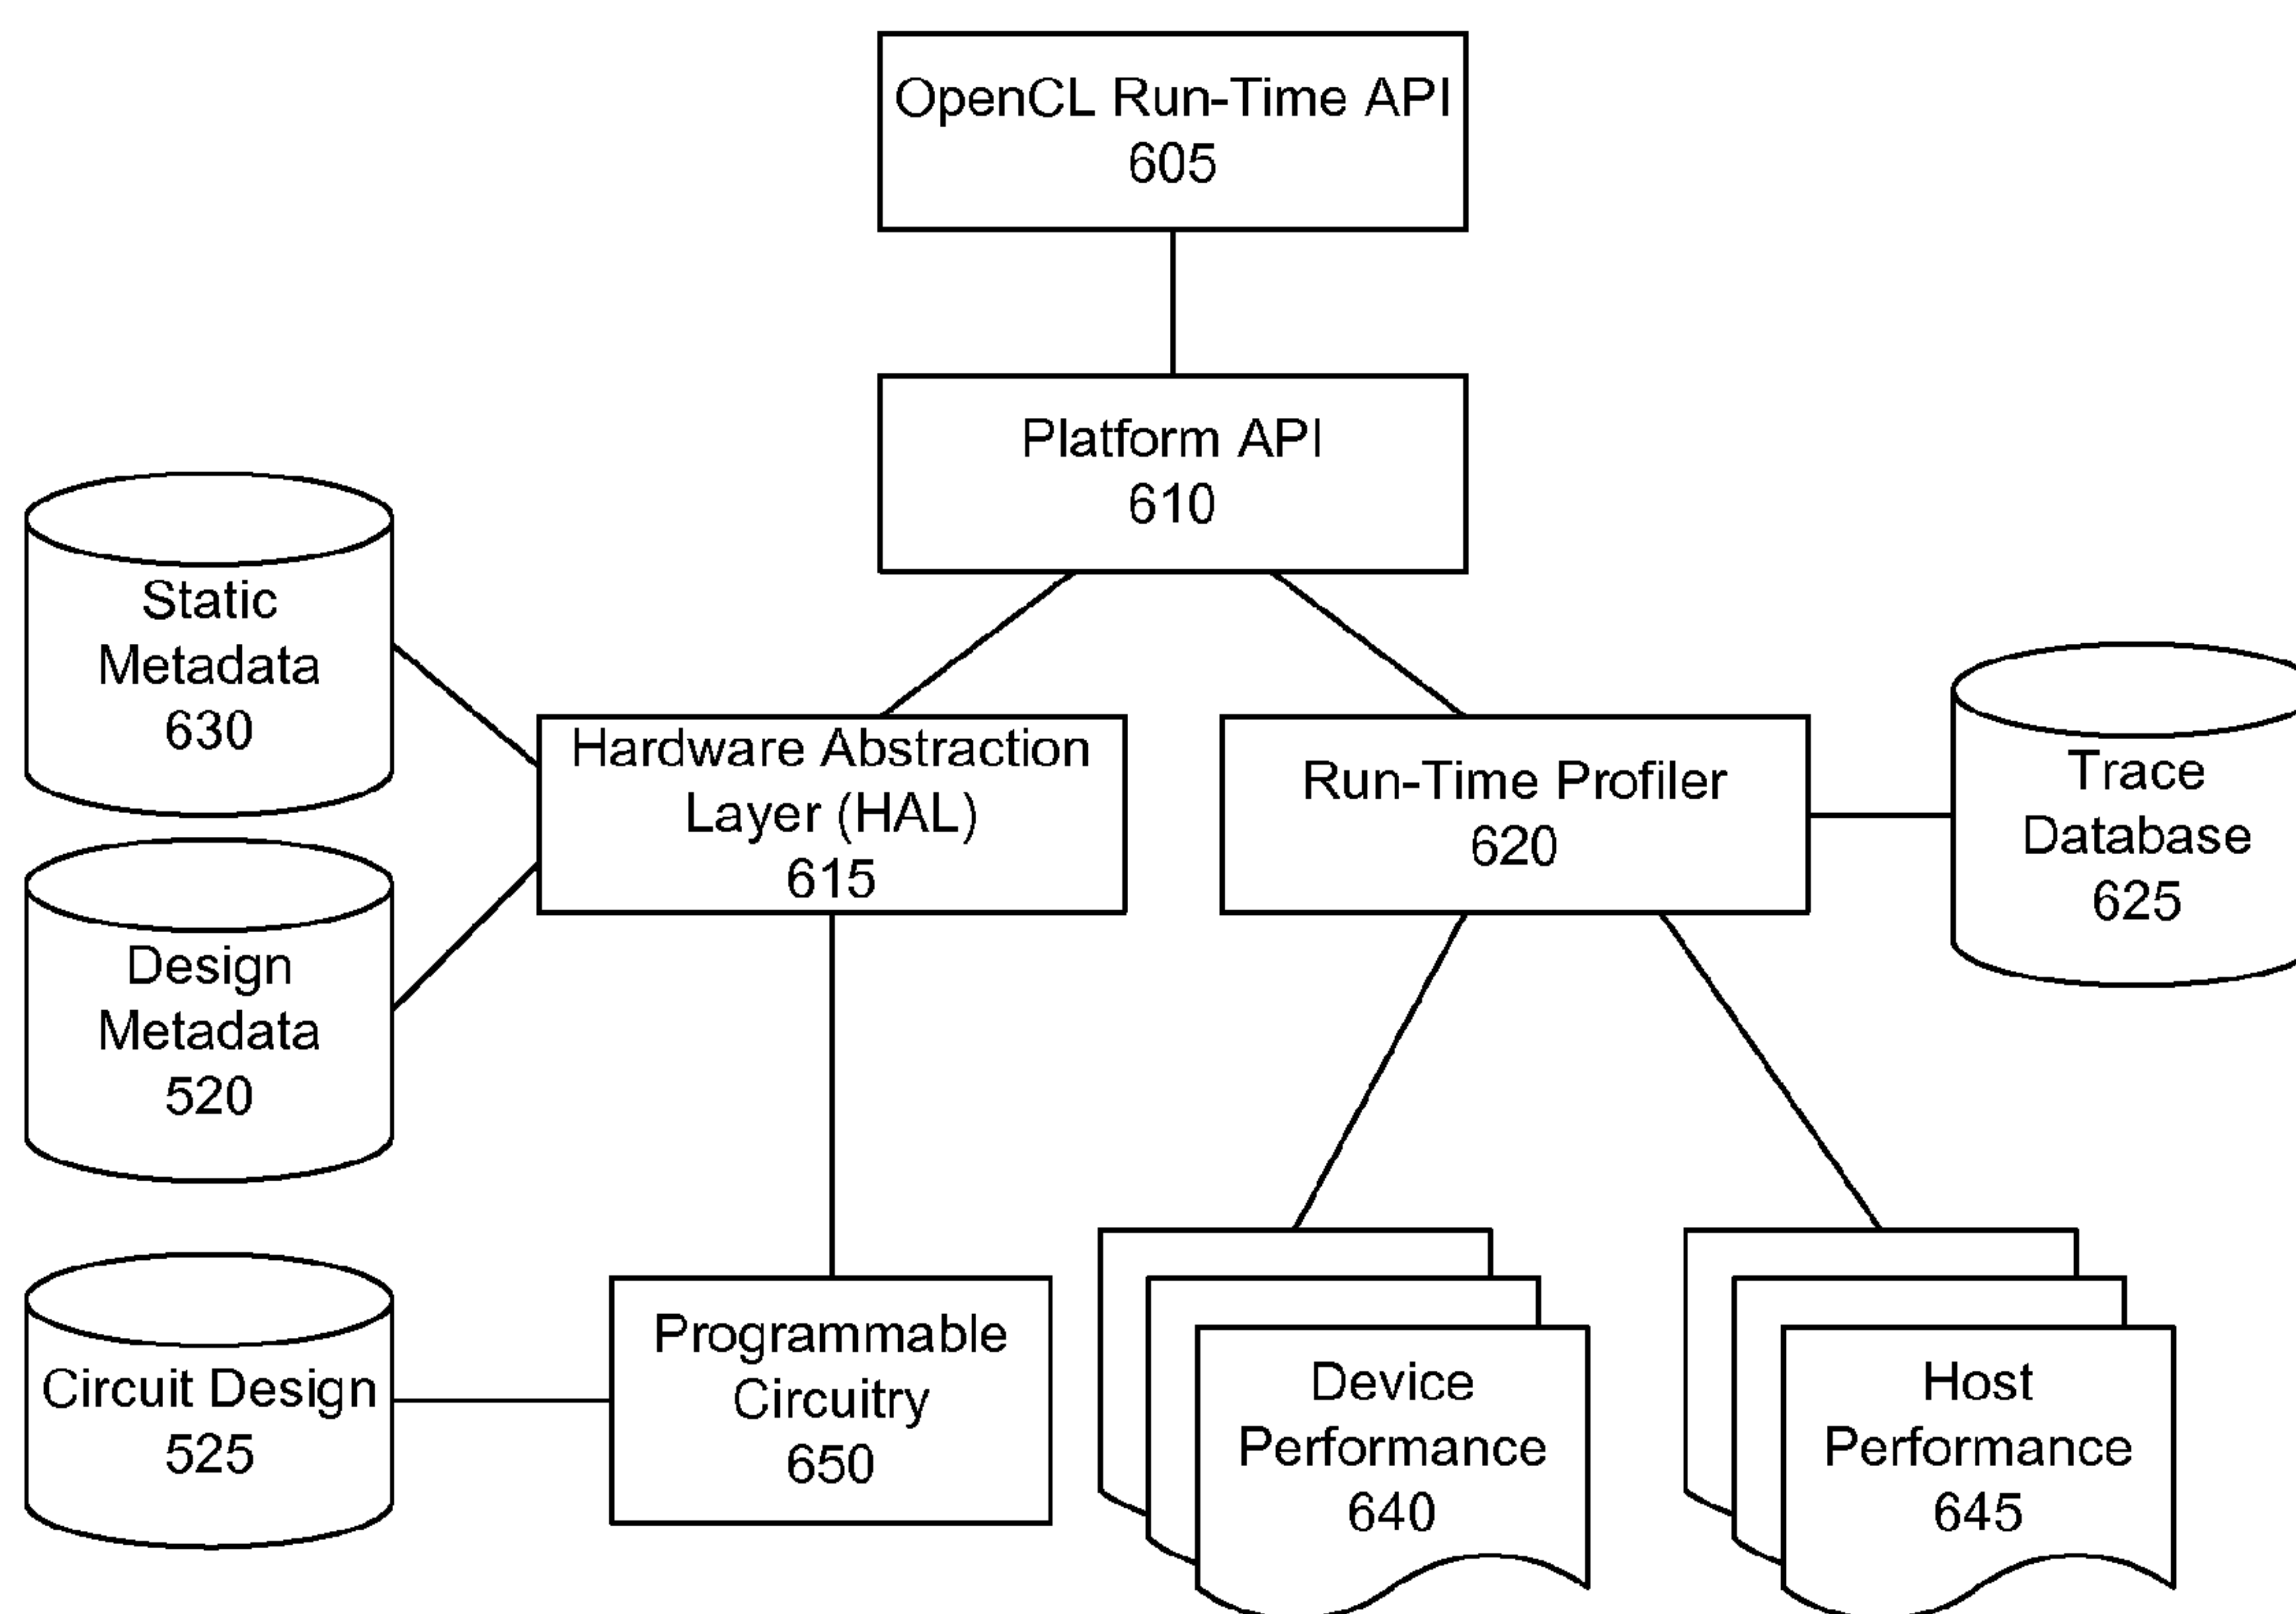 OpenCL Run-Time API
605
Platform API
610
Static
Metadata
630
Hardware Abstraction
Layer (HAL)
615
Run-Time Profiler
620
Trace
Database
625
Design
Metadata
520
Circuit Design
525
Programmable
Circuitry
650
Device
Performance
640
Host
Performance
645